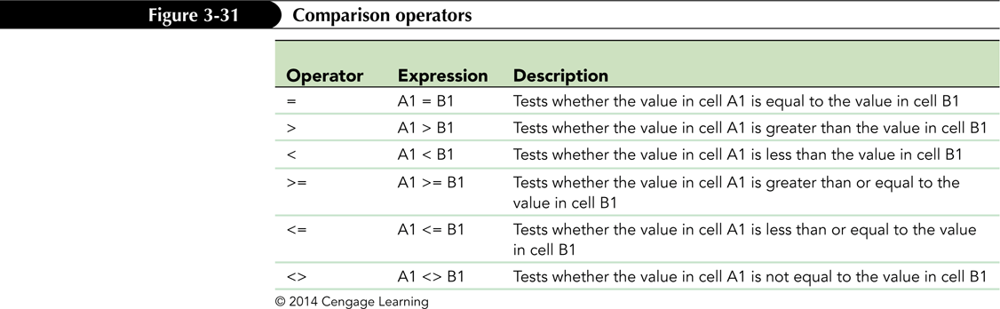 Figure 3-31 Comparison operators
Operator Expression Description
= A1 = B1 Tests whether the value in cell A1 is equal to the value in cell B1
> A1 > B1 Tests whether the value in cell A1 is greater than the value in cell B1
< A1 < B1 Tests whether the value in cell A1 is less than the value in cell B1
>= A1 >= B1 Tests whether the value in cell A1 is greater than or equal to the
value in cell B1
<= A1 <= B1 Tests whether the value in cell A1 is less than or equal to the value
in cell B1
<> A1 <> B1 Tests whether the value in cell A1 is not equal to the value in cell B1
© 2014 Cengage Learning